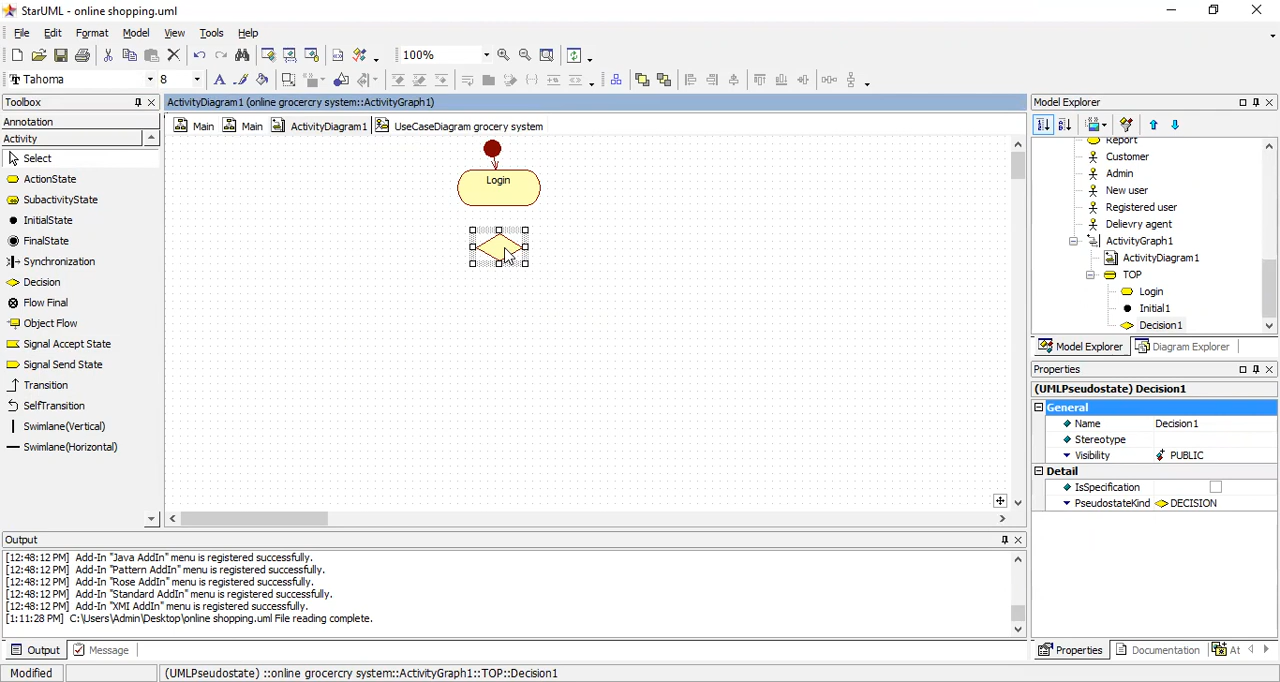 StarUML - online shopping.uml
File Edit Format Model View Tools Help
100%
Tahoma 8
Toolbox
Annotation
Activity
Select
ActionState
SubactivityState
InitialState
FinalState
Synchronization
Decision
Flow Final
Object Flow
Signal Accept State
Signal Send State
Transition
SelfTransition
Swimlane(Vertical)
Swimlane(Horizontal)
ActivityDiagram1 (online grocercry system::ActivityGraph1)
Main Main ActivityDiagram1 UseCaseDiagram grocery system
Login
Model Explorer
Report
Customer
Admin
New user
Registered user
Delievry agent
ActivityGraph1
ActivityDiagram1
TOP
Login
Initial1
Decision1
Model Explorer Diagram Explorer
Properties
(UMLPseudostate) Decision1
General
Name Decision1
Stereotype
Visibility PUBLIC
Detail
IsSpecification
PseudostateKind DECISION
Output
[12:48:12 PM] Add-In "Java AddIn" menu is registered successfully.
[12:48:12 PM] Add-In "Pattern AddIn" menu is registered successfully.
[12:48:12 PM] Add-In "Rose AddIn" menu is registered successfully.
[12:48:12 PM] Add-In "Standard AddIn" menu is registered successfully.
[12:48:12 PM] Add-In "XMI AddIn" menu is registered successfully.
[1:11:28 PM] C:\Users\Admin\Desktop\online shopping.uml File reading complete.
Output Message
Properties Documentation At
Modified (UMLPseudostate) ::online grocercry system::ActivityGraph1::TOP::Decision1